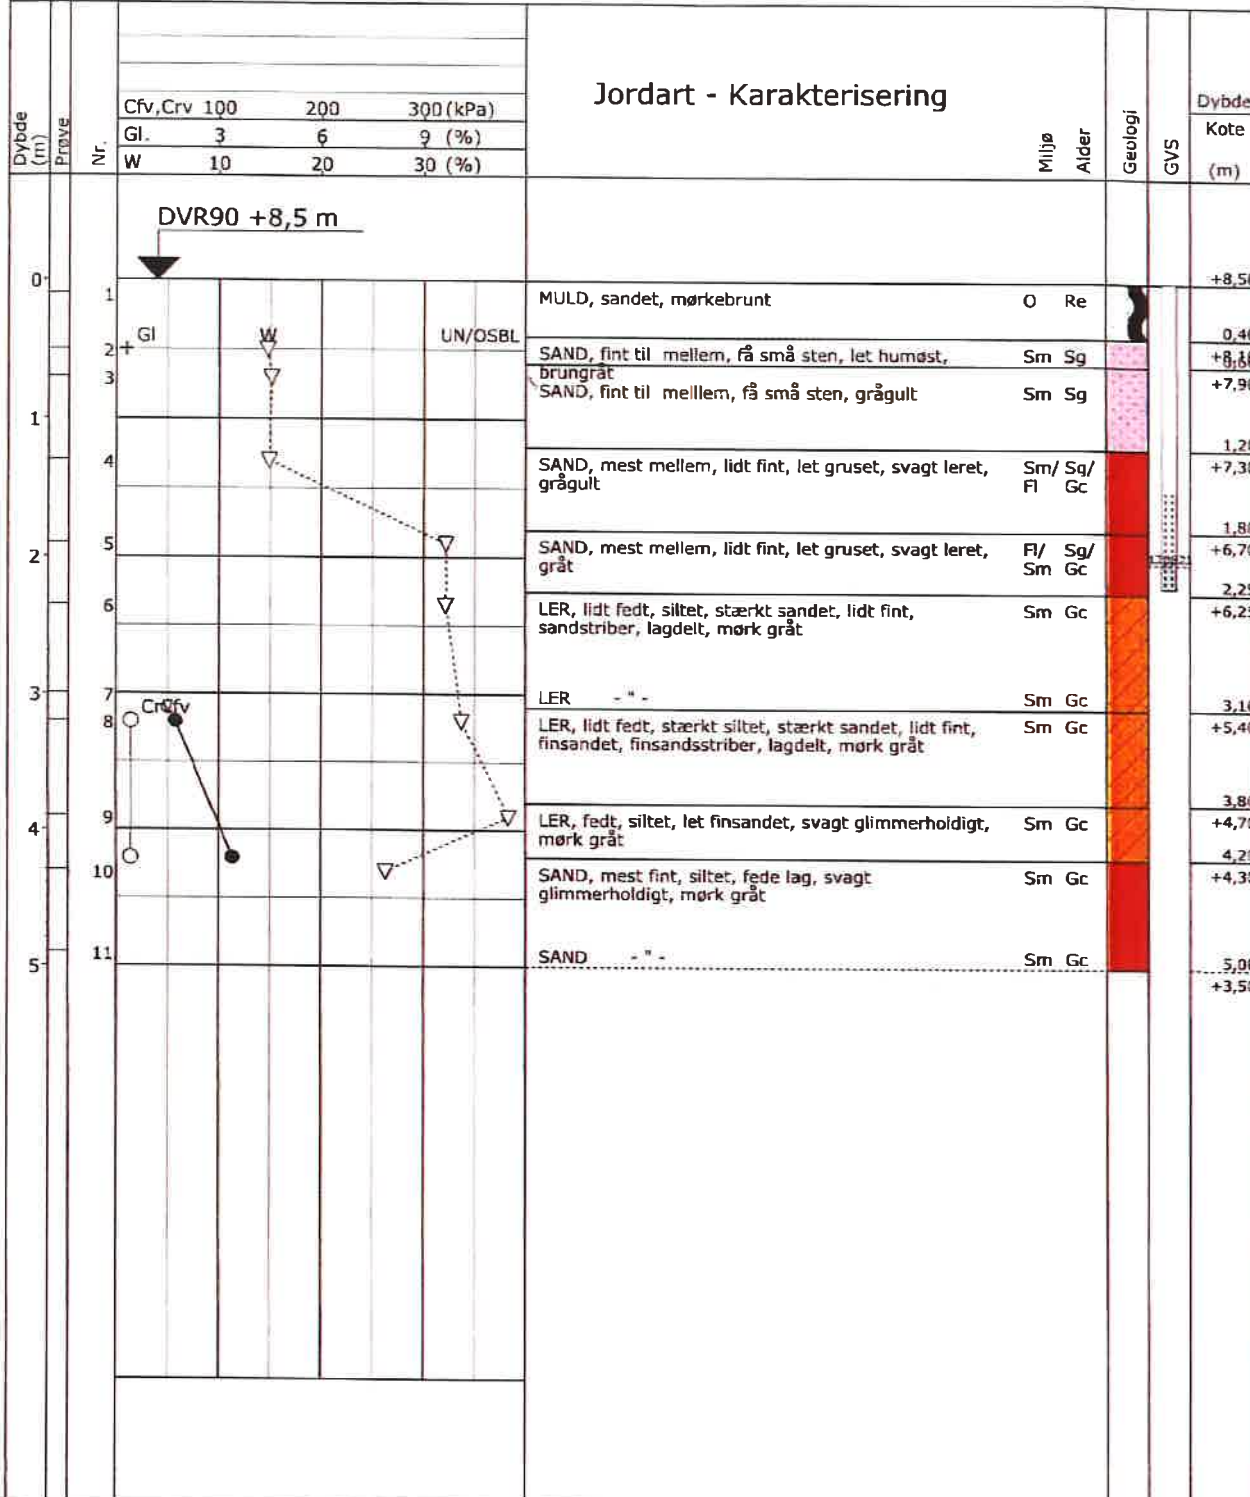 Dybde
(m)
Prøve
Nr.
Cfv,Crv 100 200 300 (kPa)
Gl. 3 6 9 (%)
W 10 20 30 (%)
Jordart - Karakterisering
Miljø
Alder
Geologi
GVS
Dybde
Kote
(m)
DVR90 +8,5 m
0
+8,50
1
MULD, sandet, mørkebrunt O Re
0,40
Gl W UN/OSBL
2
SAND, fint til mellem, få små sten, let humøst, Sm Sg
brungråt
+8,10
3
SAND, fint til melllem, få små sten, grågult Sm Sg
+7,90
1
1,20
4
SAND, mest mellem, lidt fint, let gruset, svagt leret, Sm/ Sg/
grågult Fl Gc
+7,30
1,80
5
SAND, mest mellem, lidt fint, let gruset, svagt leret, Fl/ Sg/
gråt Sm Gc
+6,70
2
2,25
6
LER, lidt fedt, siltet, stærkt sandet, lidt fint, Sm Gc
sandstriber, lagdelt, mørk gråt
+6,25
3
7
LER - " - Sm Gc
3,10
Crv Cfv
8
LER, lidt fedt, stærkt siltet, stærkt sandet, lidt fint, Sm Gc
finsandet, finsandsstriber, lagdelt, mørk gråt
+5,40
3,80
9
LER, fedt, siltet, let finsandet, svagt glimmerholdigt, Sm Gc
mørk gråt
+4,70
4
4,20
10
SAND, mest fint, siltet, fede lag, svagt Sm Gc
glimmerholdigt, mørk gråt
+4,30
11
SAND - " - Sm Gc
5
5,00
+3,50